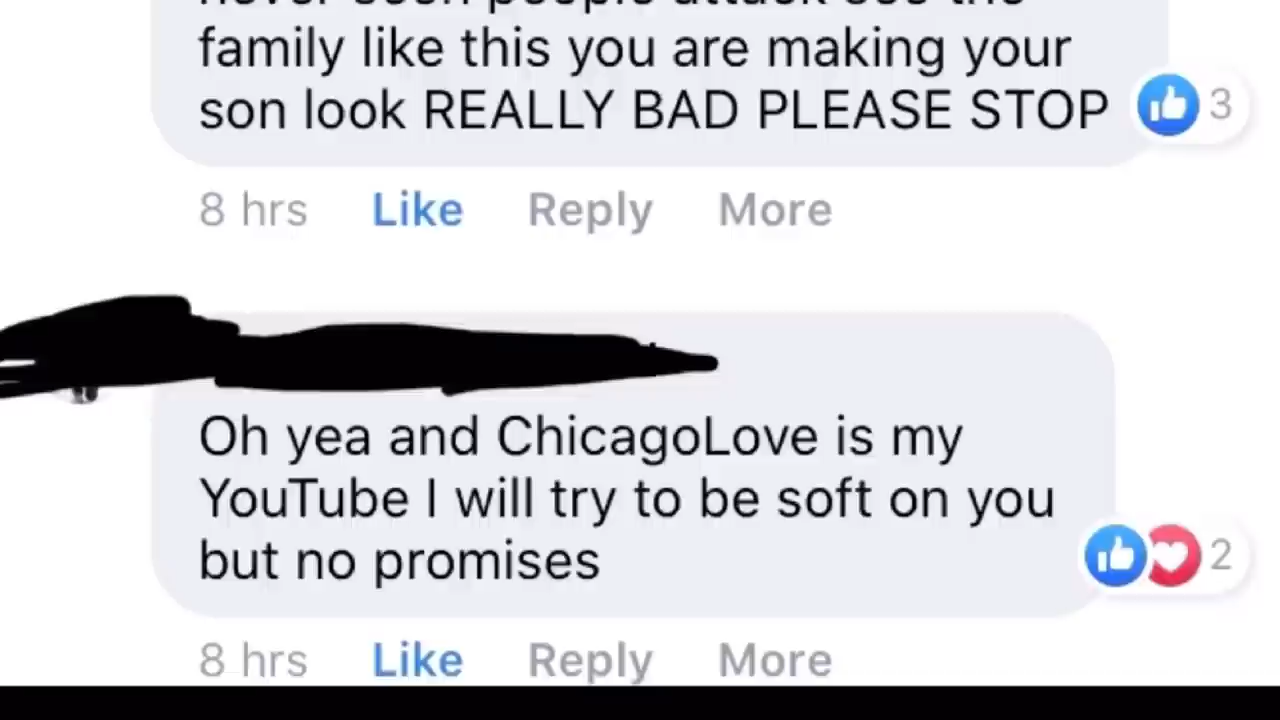 family like this you are making your
son look REALLY BAD PLEASE STOP
3
8 hrs Like Reply More
Oh yea and ChicagoLove is my
YouTube I will try to be soft on you
but no promises
2
8 hrs Like Reply More